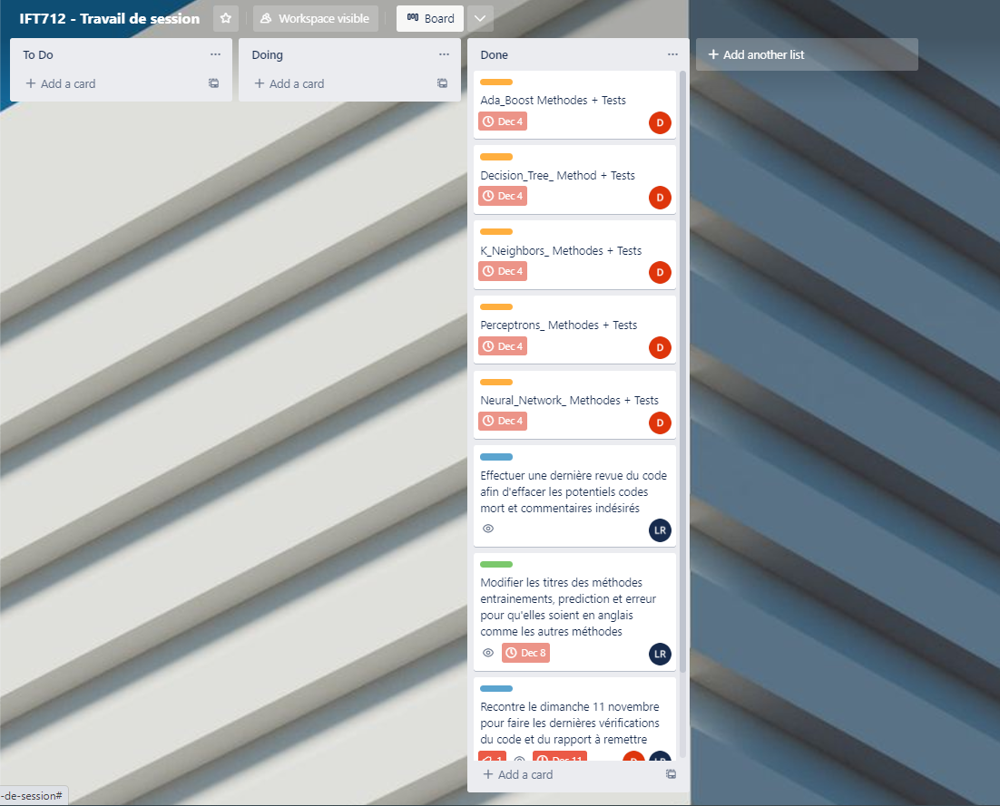 IFT712 - Travail de session
Workspace visible
Board
To Do
Add a card
Doing
Add a card
Done
Ada_Boost Methodes + Tests
Dec 4
D
Decision_Tree_ Method + Tests
Dec 4
D
K_Neighbors_ Methodes + Tests
Dec 4
D
Perceptrons_ Methodes + Tests
Dec 4
D
Neural_Network_ Methodes + Tests
Dec 4
D
Effectuer une dernière revue du code
afin d'effacer les potentiels codes
mort et commentaires indésirés
LR
Modifier les titres des méthodes
entrainements, prediction et erreur
pour qu'elles soient en anglais
comme les autres méthodes
Dec 8
LR
Recontre le dimanche 11 novembre
pour faire les dernières vérifications
du code et du rapport à remettre
1
Dec 11
D
LR
Add a card
Add another list
-de-session#